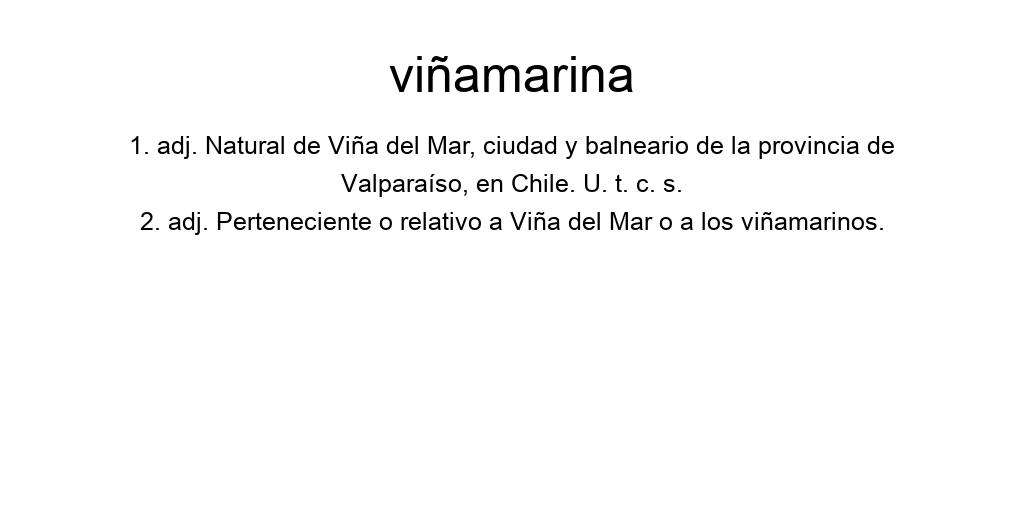 viñamarina
1. adj. Natural de Viña del Mar, ciudad y balneario de la provincia de
Valparaíso, en Chile. U. t. c. s.
2. adj. Perteneciente o relativo a Viña del Mar o a los viñamarinos.